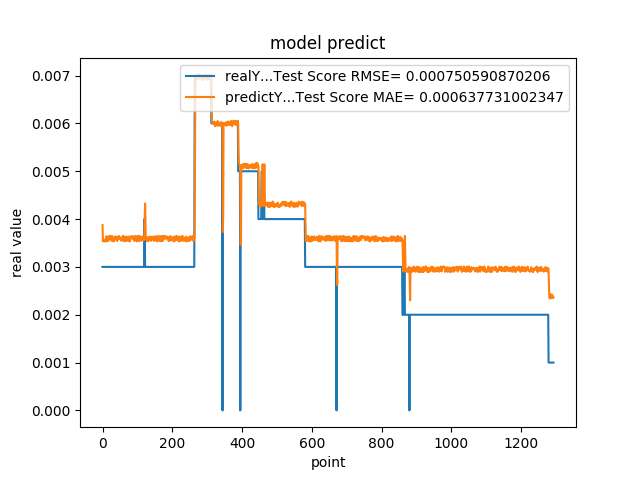 model predict
realY...Test Score RMSE= 0.000750590870206
predictY...Test Score MAE= 0.000637731002347
0.007
0.006
0.005
0.004
0.003
0.002
0.001
0.000
real value
0 200 400 600 800 1000 1200
point